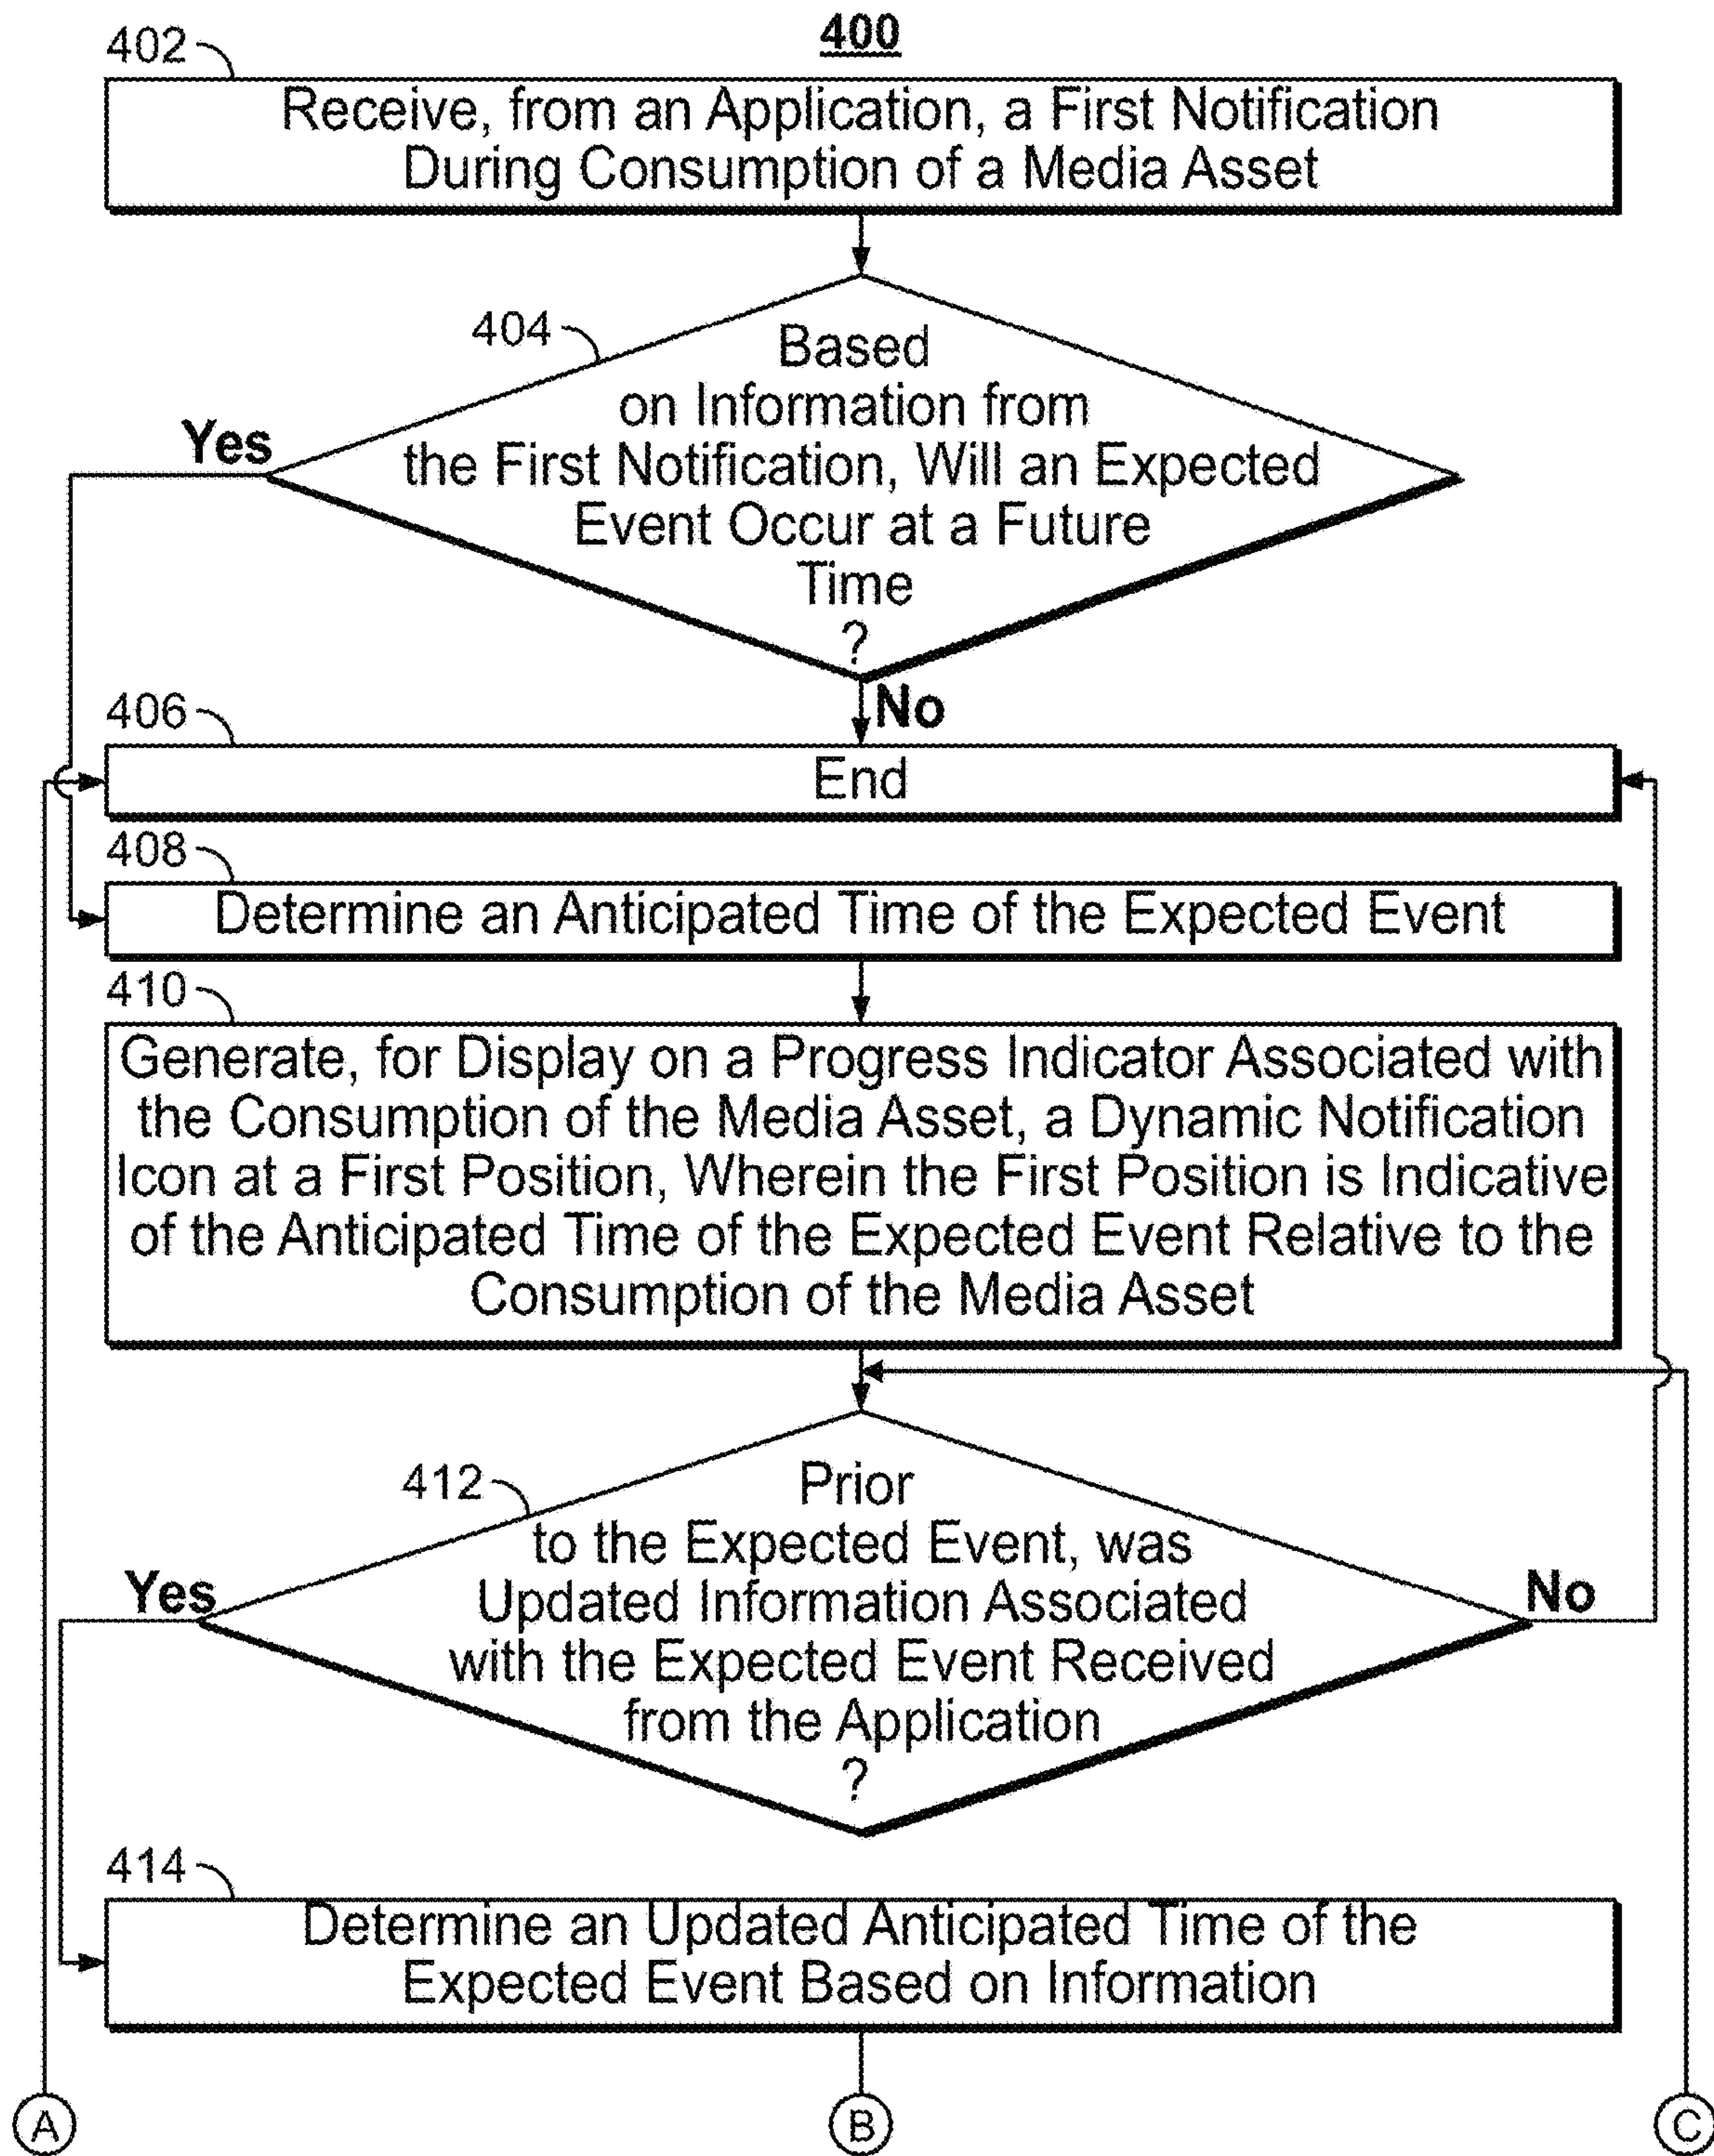 400
402
Receive, from an Application, a First Notification
During Consumption of a Media Asset
404
Based
on Information from
the First Notification, Will an Expected
Event Occur at a Future
Time
?
Yes
No
406
End
408
Determine an Anticipated Time of the Expected Event
410
Generate, for Display on a Progress Indicator Associated with
the Consumption of the Media Asset, a Dynamic Notification
Icon at a First Position, Wherein the First Position is Indicative
of the Anticipated Time of the Expected Event Relative to the
Consumption of the Media Asset
412
Prior
to the Expected Event, was
Updated Information Associated
with the Expected Event Received
from the Application
?
Yes
No
414
Determine an Updated Anticipated Time of the
Expected Event Based on Information
A
B
C